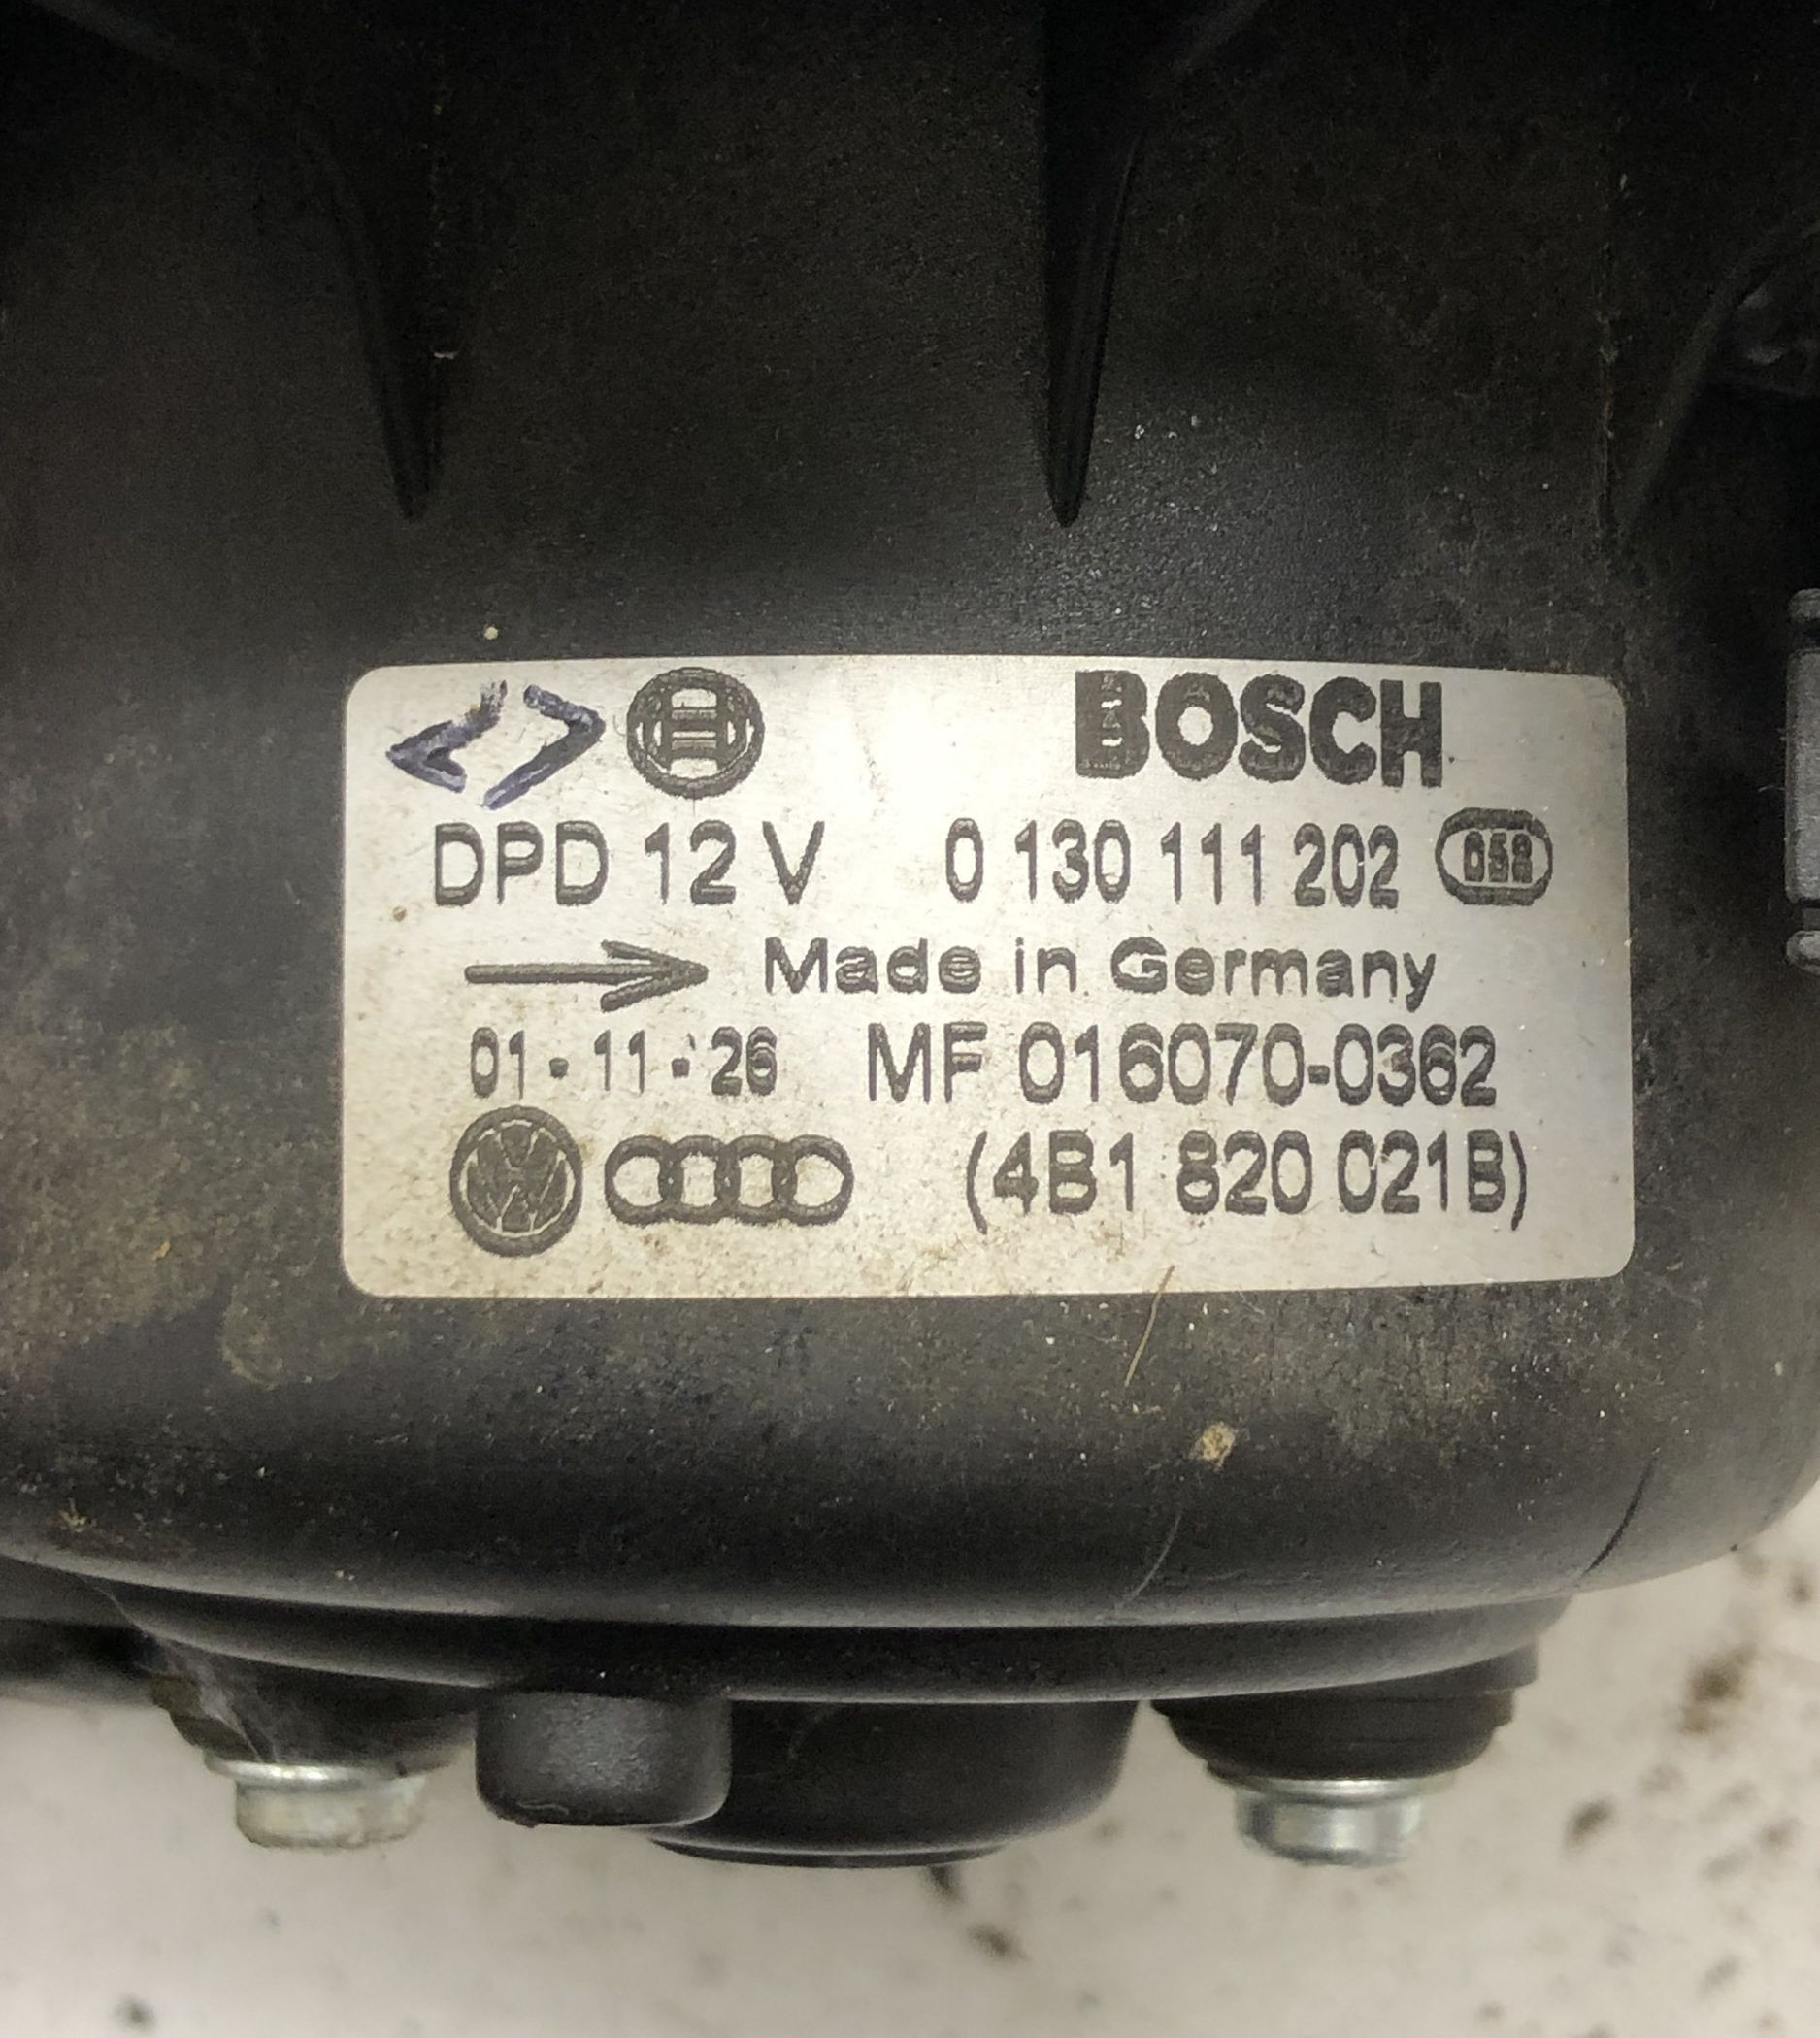 BOSCH
DPD 12 V 0 130 111 202
Made in Germany
01-11-26 MF 016070-0362
(4B1 820 021B)